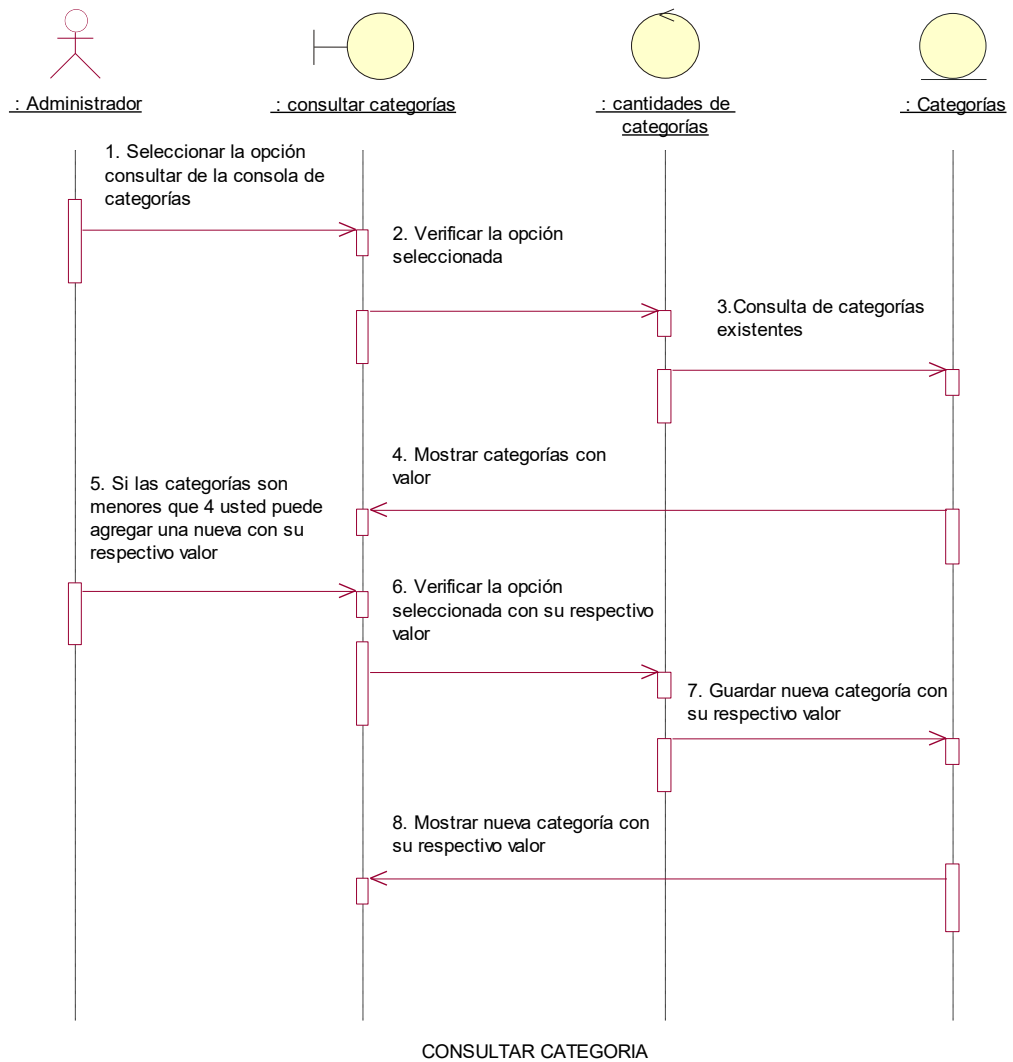 : Administrador
: consultar categorías
: cantidades de
categorías
: Categorías
1. Seleccionar la opción
consultar de la consola de
categorías
2. Verificar la opción
seleccionada
3.Consulta de categorías
existentes
4. Mostrar categorías con
valor
5. Si las categorías son
menores que 4 usted puede
agregar una nueva con su
respectivo valor
6. Verificar la opción
seleccionada con su respectivo
valor
7. Guardar nueva categoría con
su respectivo valor
8. Mostrar nueva categoría con
su respectivo valor
CONSULTAR CATEGORIA